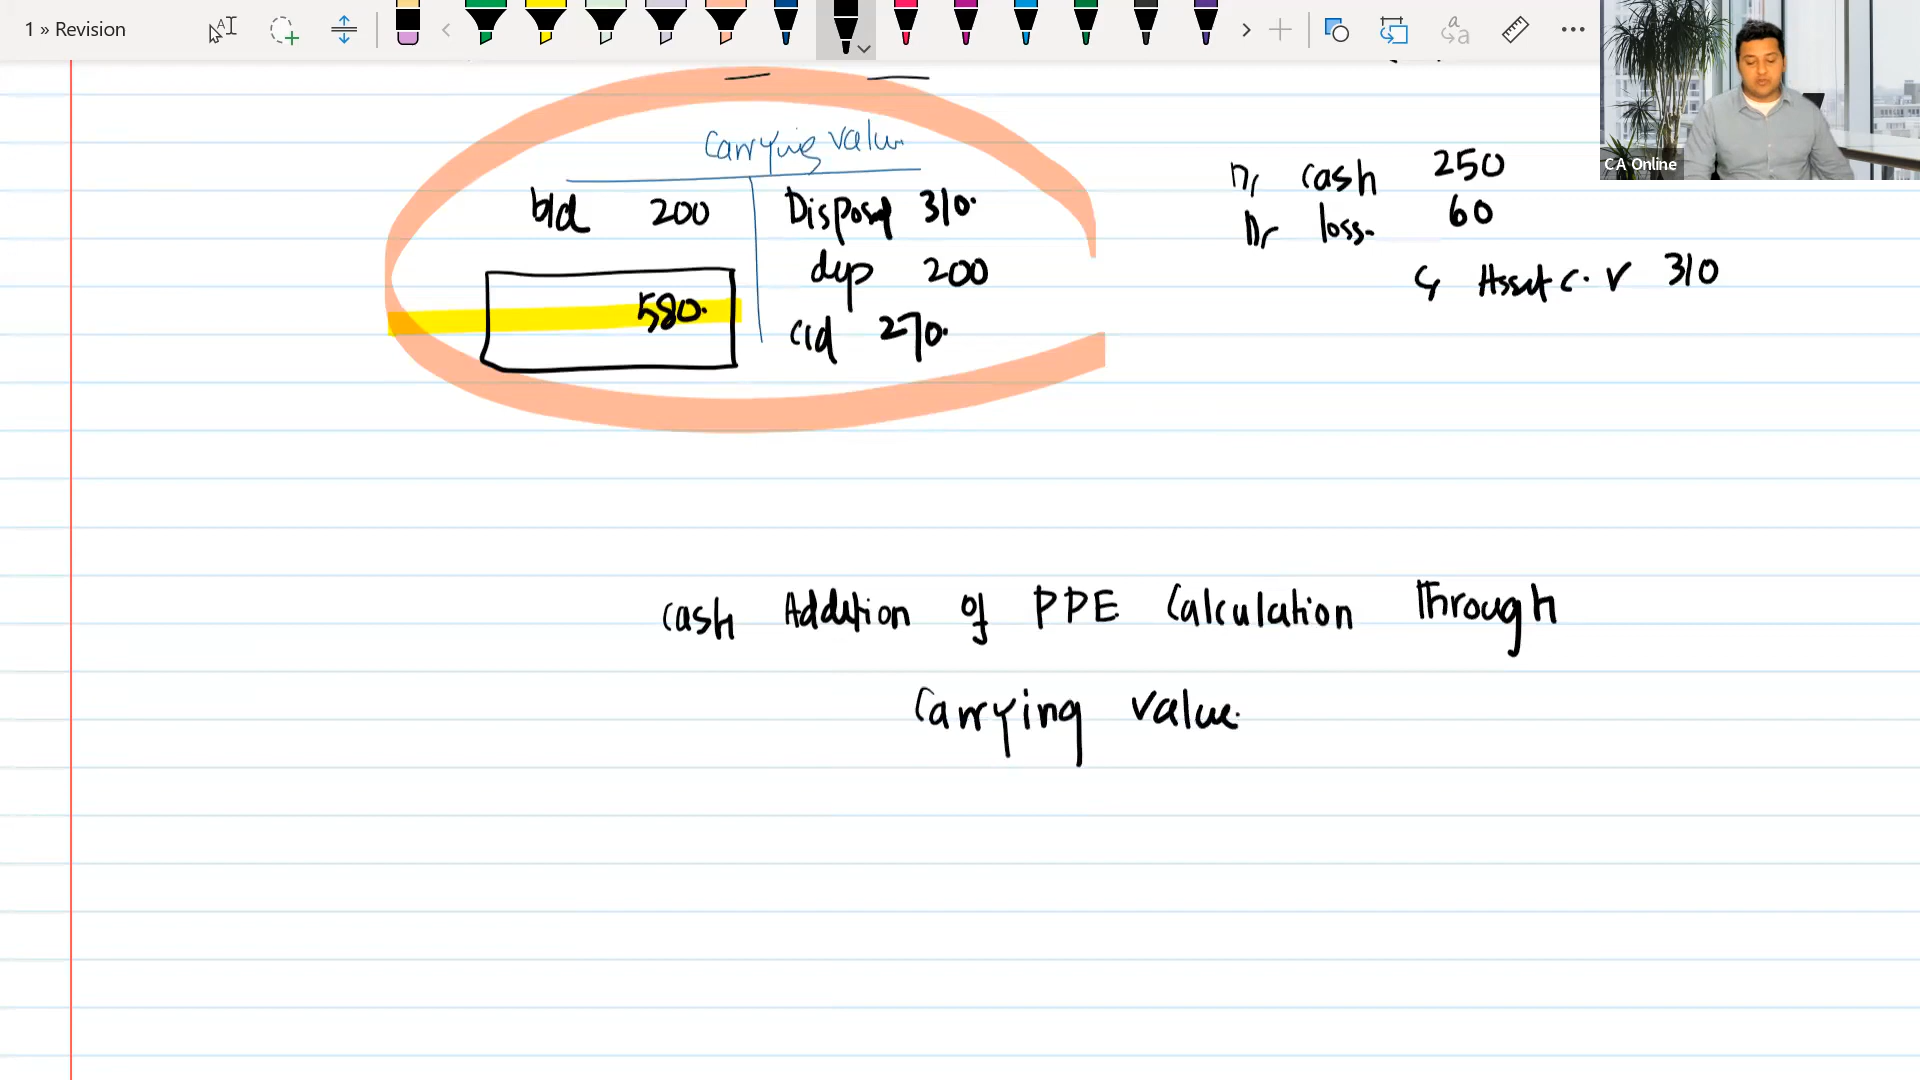 1 » Revision
C A Online
Carrying value
b/d 200 Disposal 310.
dep 200
580.
c/d 270.
Dr cash 250
Dr loss. 60
Cr Asset C. V 310
Cash Addition of PPE Calculation Through
Carrying value.